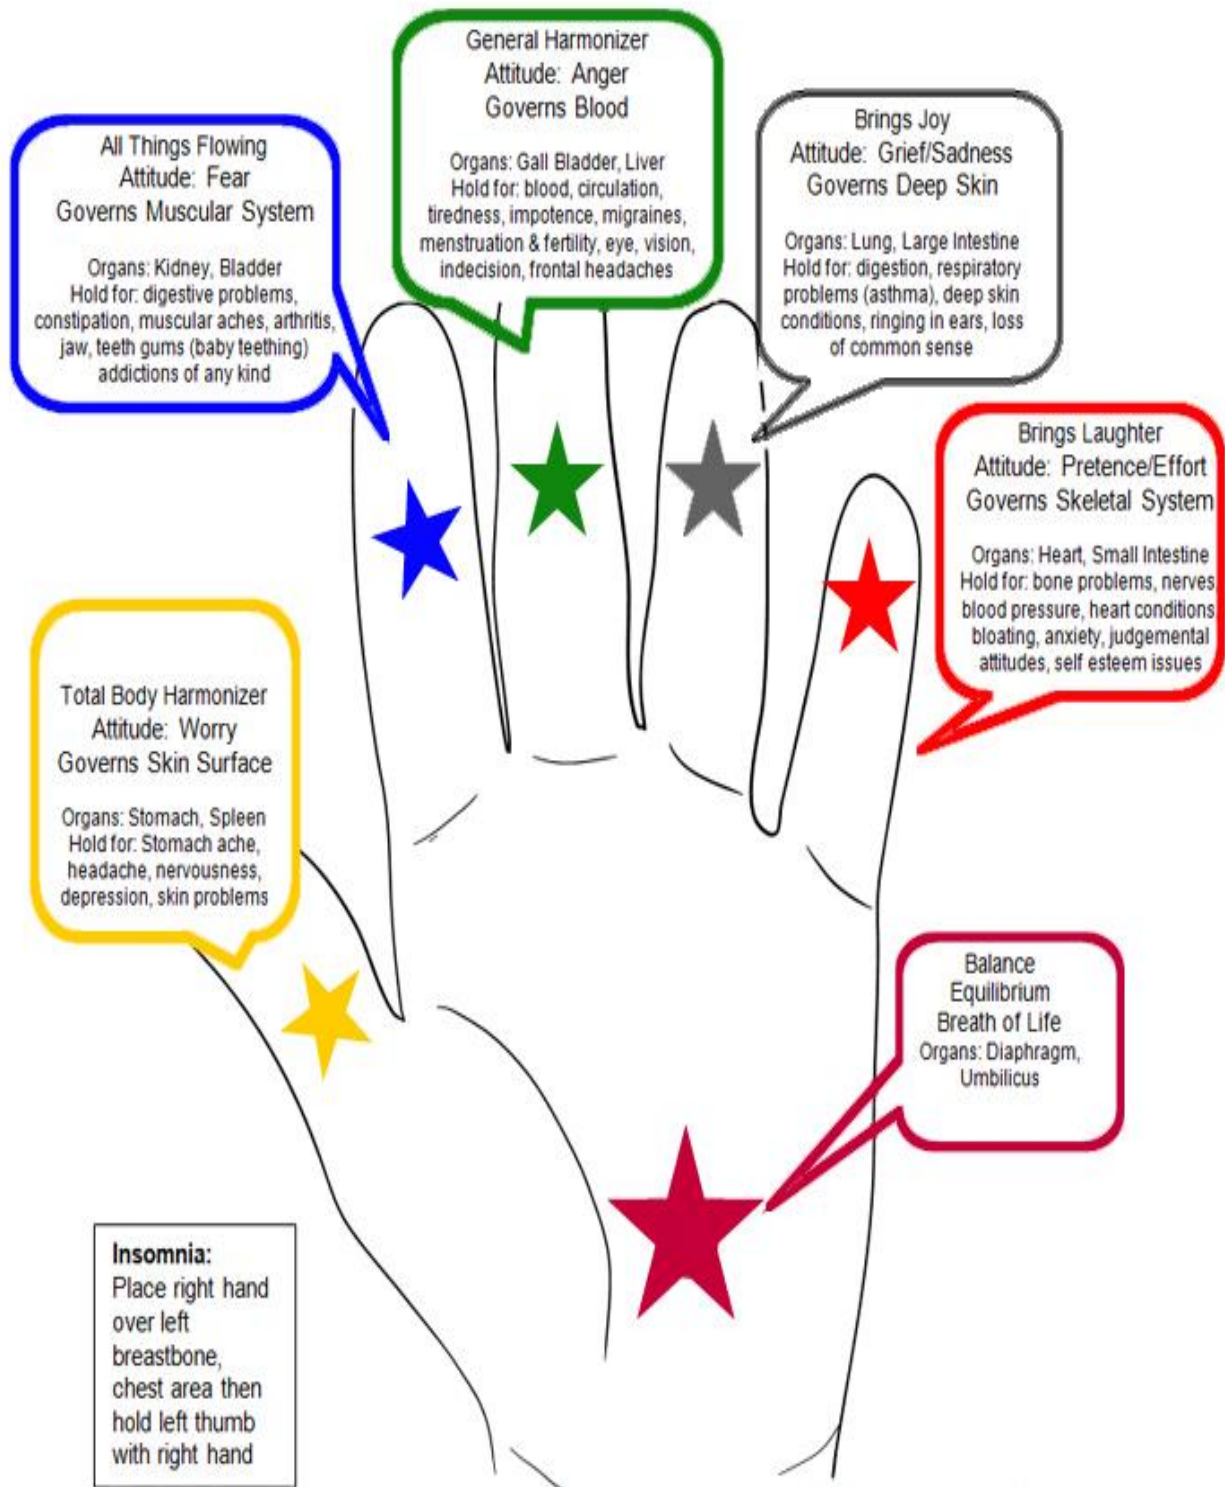 General Harmonizer
Attitude: Anger
Governs Blood
Organs: Gall Bladder, Liver
Hold for: blood, circulation,
tiredness, impotence, migraines,
menstruation & fertility, eye, vision,
indecision, frontal headaches
All Things Flowing
Attitude: Fear
Governs Muscular System
Organs: Kidney, Bladder
Hold for: digestive problems,
constipation, muscular aches, arthritis,
jaw, teeth gums (baby teething)
addictions of any kind
Brings Joy
Attitude: Grief/Sadness
Governs Deep Skin
Organs: Lung, Large Intestine
Hold for: digestion, respiratory
problems (asthma), deep skin
conditions, ringing in ears, loss
of common sense
Brings Laughter
Attitude: Pretence/Effort
Governs Skeletal System
Organs: Heart, Small Intestine
Hold for: bone problems, nerves
blood pressure, heart conditions
bloating, anxiety, judgemental
attitudes, self esteem issues
Total Body Harmonizer
Attitude: Worry
Governs Skin Surface
Organs: Stomach, Spleen
Hold for: Stomach ache,
headache, nervousness,
depression, skin problems
Balance
Equilibrium
Breath of Life
Organs: Diaphragm,
Umbilicus
Insomnia:
Place right hand
over left
breastbone,
chest area then
hold left thumb
with right hand